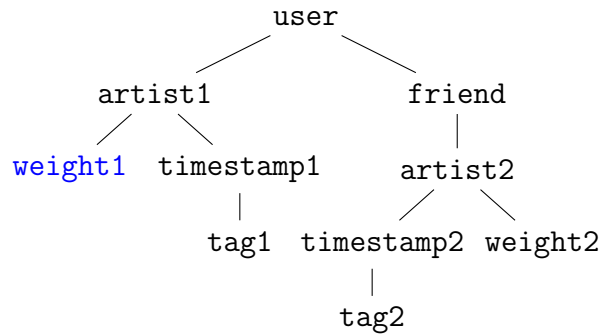 user
artist1 friend
weight1 timestamp1 artist2
tag1 timestamp2 weight2
tag2